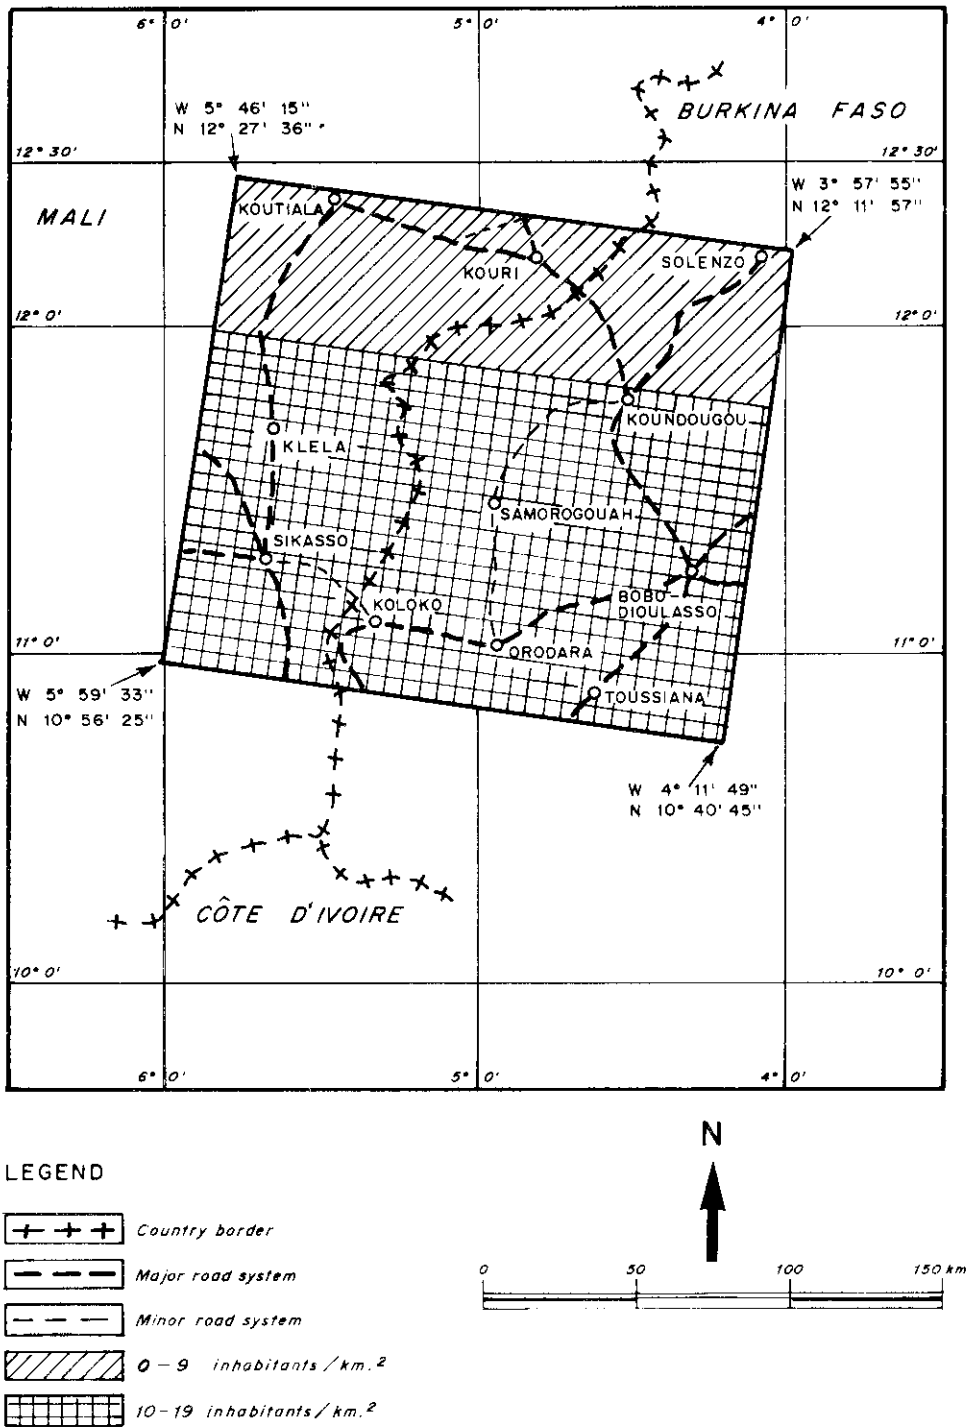 6° 0'
5° 0'
4° 0'
W 5° 46' 15"
N 12° 27' 36"
BURKINA FASO
12° 30'
12° 30'
W 3° 57' 55"
N 12° 11' 57"
MALI
KOUTIALA
KOURI
SOLENZO
12° 0'
12° 0'
KOUNDOUGOU
KLELA
SAMOROGOUAH
SIKASSO
BOBO
DIOULASSO
KOLOKO
11° 0'
ORODARA
11° 0'
TOUSSIANA
W 5° 59' 33"
N 10° 56' 25"
W 4° 11' 49"
N 10° 40' 45"
CÔTE D'IVOIRE
10° 0'
10° 0'
6° 0'
5° 0'
4° 0'
N
LEGEND
Country border
Major road system
0 50 100 150 km
Minor road system
0-9 inhabitants/km.²
10-19 inhabitants/km.²